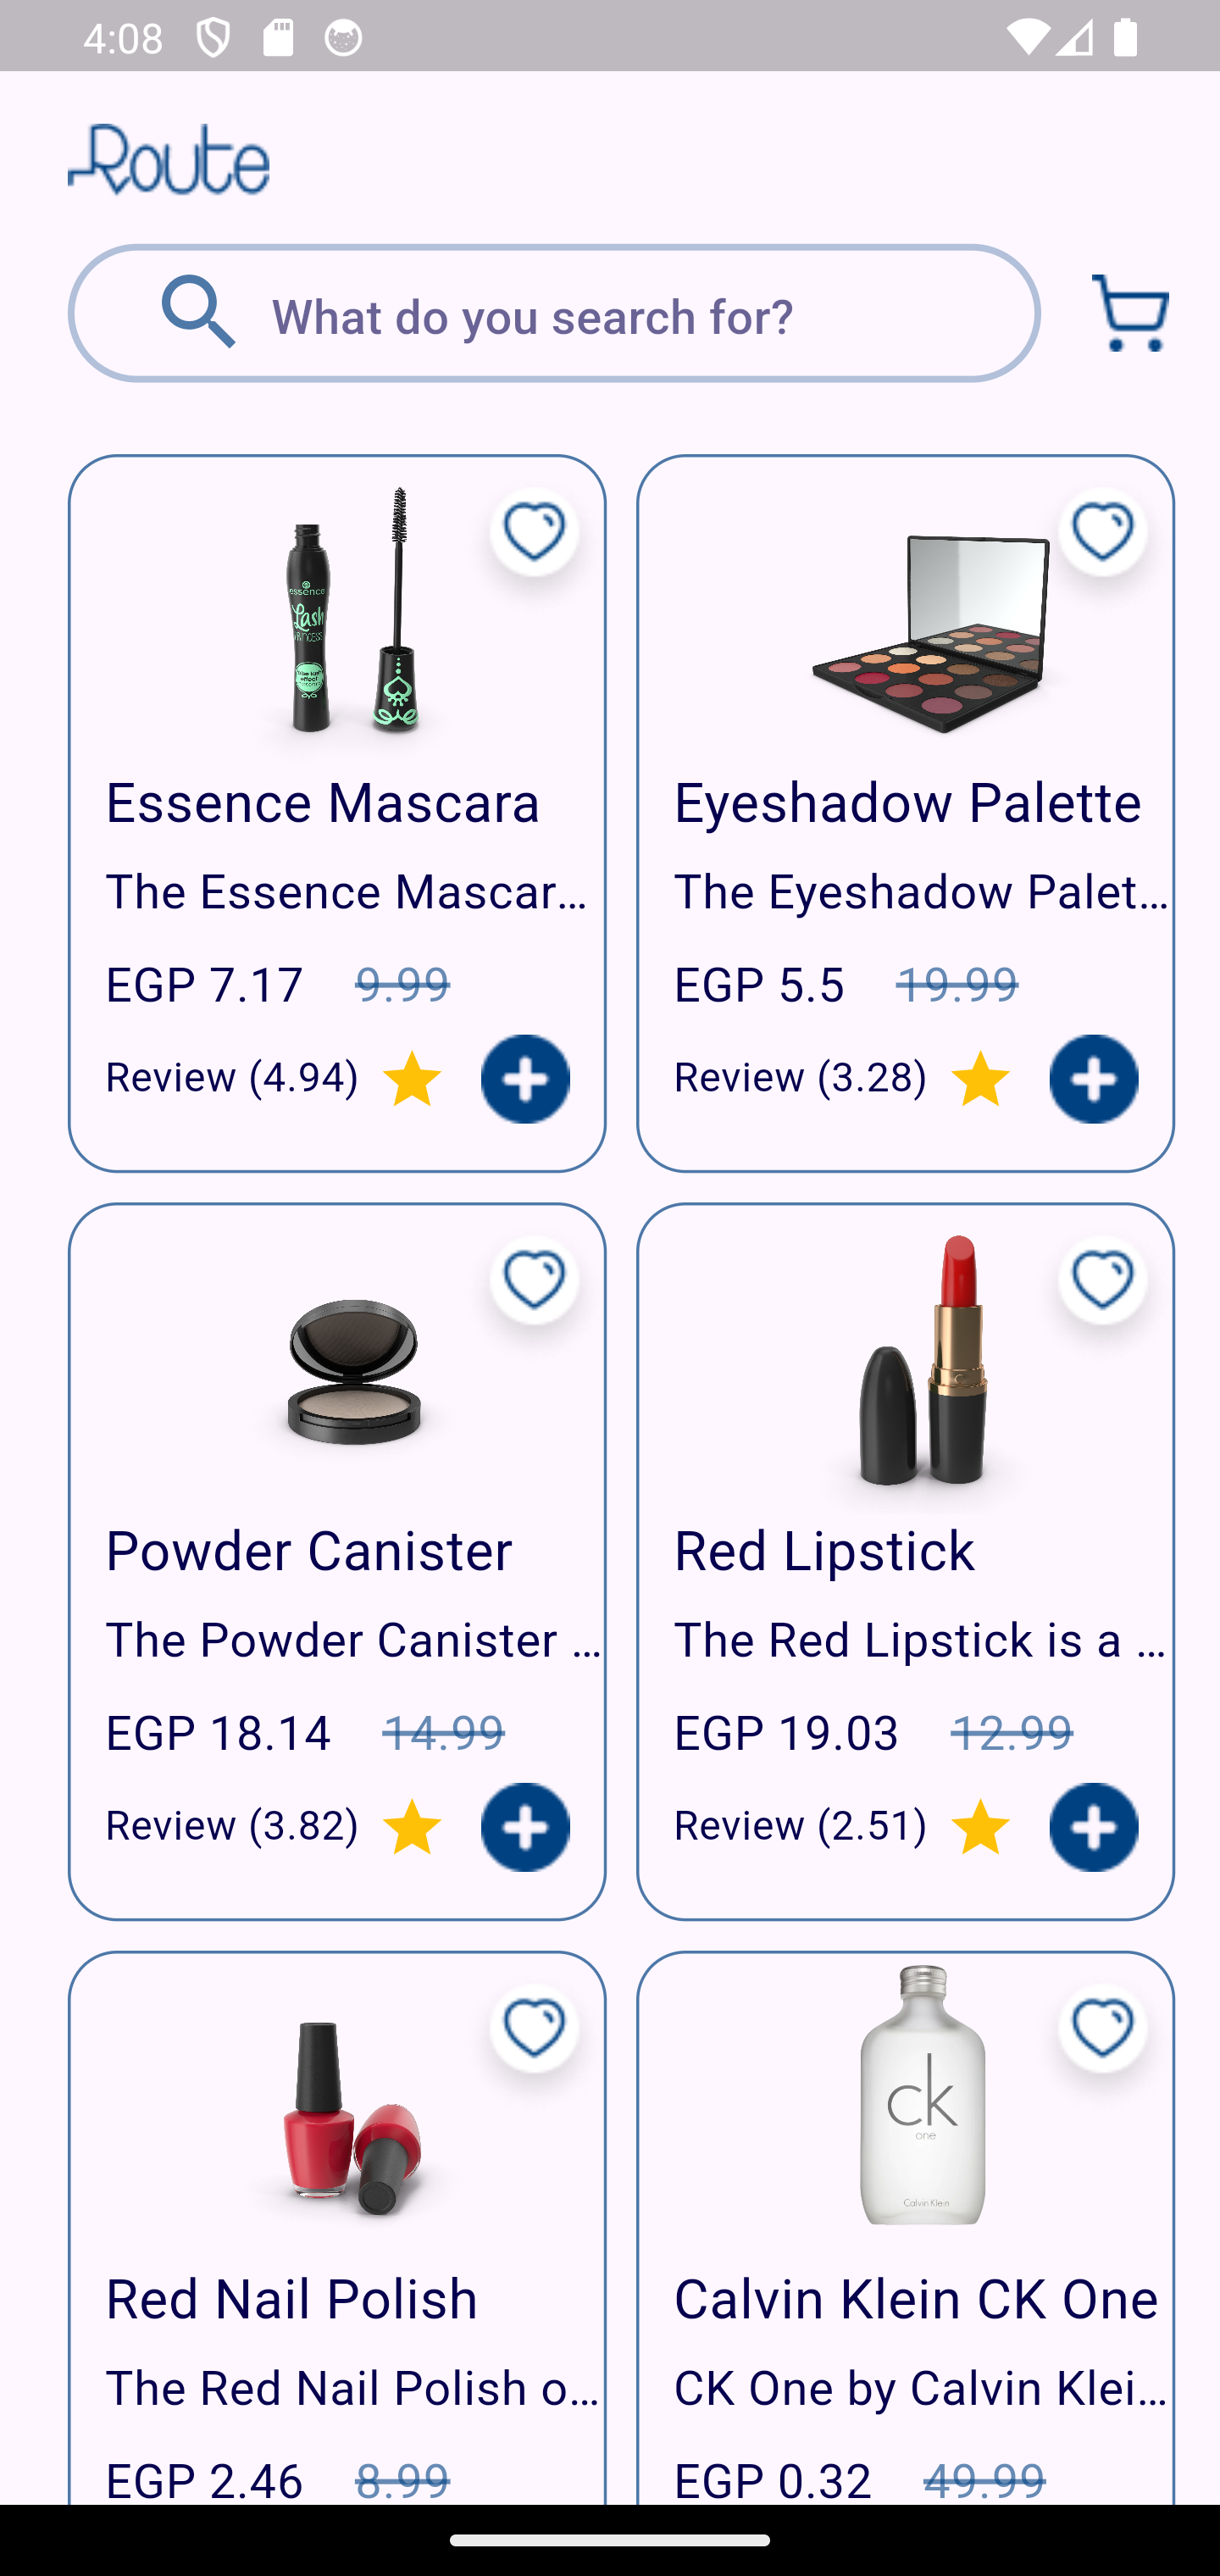 4:08
Route
What do you search for?
essence
Lash
PRINCESS
Essence Mascara
The Essence Mascar...
EGP 7.17 9.99
Review (4.94)
Eyeshadow Palette
The Eyeshadow Palet...
EGP 5.5 19.99
Review (3.28)
Powder Canister
The Powder Canister ...
EGP 18.14 14.99
Review (3.82)
Red Lipstick
The Red Lipstick is a ...
EGP 19.03 12.99
Review (2.51)
Red Nail Polish
The Red Nail Polish o...
EGP 2.46 8.99
ck
one
Calvin Klein
Calvin Klein CK One
CK One by Calvin Klei...
EGP 0.32 49.99